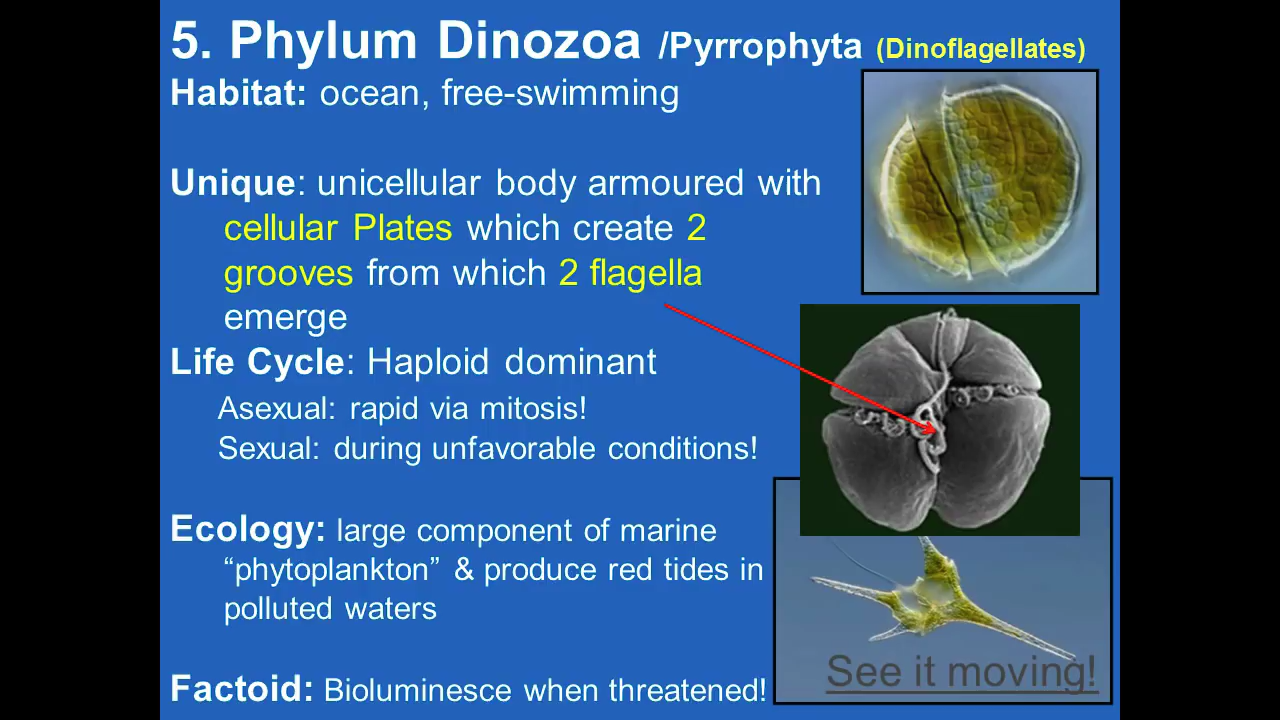 5. Phylum Dinozoa /Pyrrophyta (Dinoflagellates)
Habitat: ocean, free-swimming
Unique: unicellular body armoured with
cellular Plates which create 2
grooves from which 2 flagella
emerge
Life Cycle: Haploid dominant
Asexual: rapid via mitosis!
Sexual: during unfavorable conditions!
Ecology: large component of marine
“phytoplankton” & produce red tides in
polluted waters
See it moving!
Factoid: Bioluminesce when threatened!